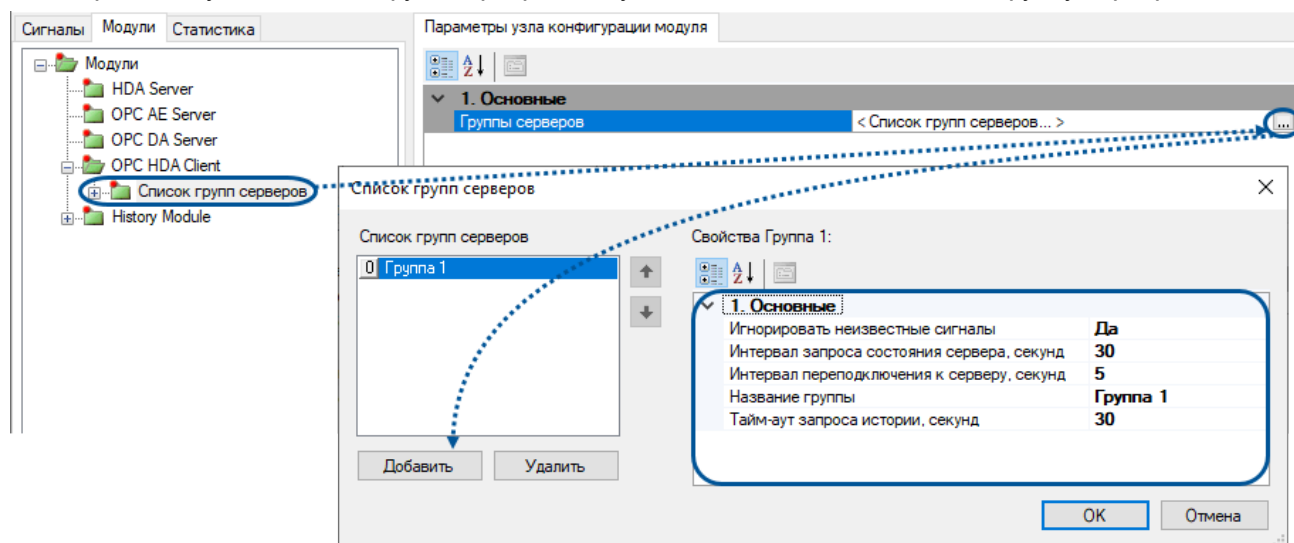 Сигналы Модули Статистика
Параметры узла конфигурации модуля
Модули
HDA Server
OPC AE Server
OPC DA Server
OPC HDA Client
Список групп серверов
History Module
1. Основные
Группы серверов <Список групп серверов... > ...
Список групп серверов
Список групп серверов
0 Группа 1
Добавить Удалить
Свойства Группа 1:
1. Основные
Игнорировать неизвестные сигналы Да
Интервал запроса состояния сервера, секунд 30
Интервал переподключения к серверу, секунд 5
Название группы Группа 1
Тайм-аут запроса истории, секунд 30
OK Отмена